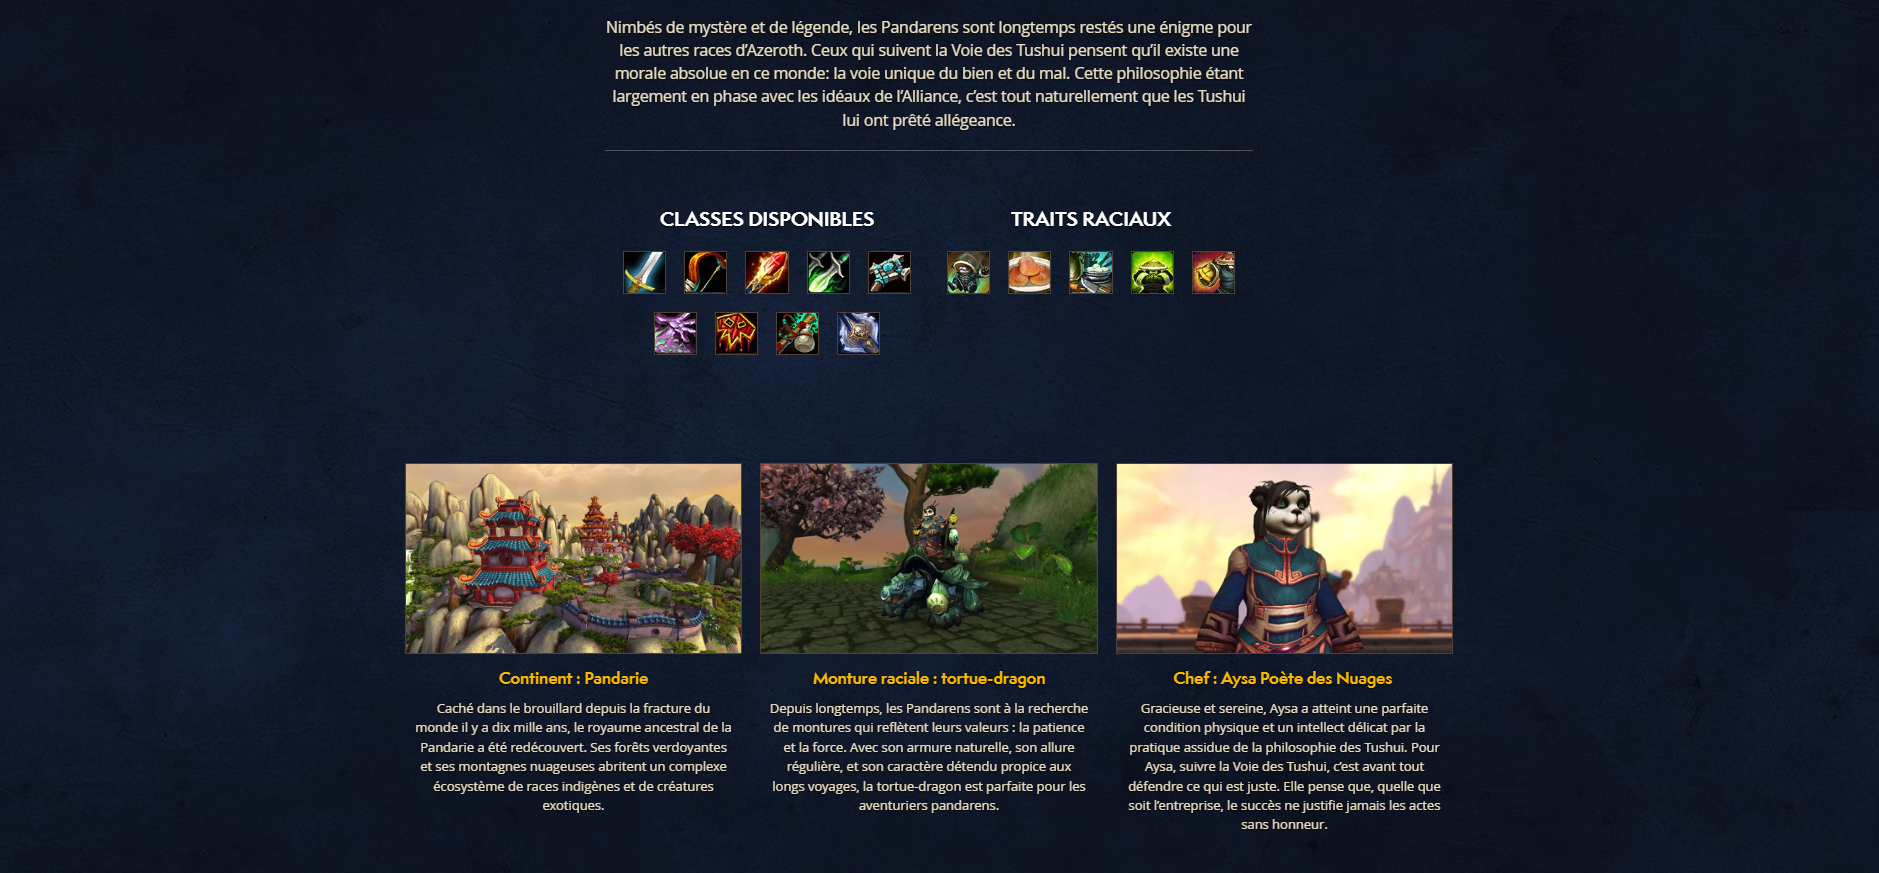 Nimbés de mystère et de légende, les Pandarens sont longtemps restés une énigme pour
les autres races d’Azeroth. Ceux qui suivent la Voie des Tushui pensent qu’il existe une
morale absolue en ce monde: la voie unique du bien et du mal. Cette philosophie étant
largement en phase avec les idéaux de l’Alliance, c’est tout naturellement que les Tushui
lui ont prêté allégeance.
CLASSES DISPONIBLES
TRAITS RACIAUX
Continent : Pandarie
Caché dans le brouillard depuis la fracture du
monde il y a dix mille ans, le royaume ancestral de la
Pandarie a été redécouvert. Ses forêts verdoyantes
et ses montagnes nuageuses abritent un complexe
écosystème de races indigènes et de créatures
exotiques.
Monture raciale : tortue-dragon
Depuis longtemps, les Pandarens sont à la recherche
de montures qui reflètent leurs valeurs : la patience
et la force. Avec son armure naturelle, son allure
régulière, et son caractère détendu propice aux
longs voyages, la tortue-dragon est parfaite pour les
aventuriers pandarens.
Chef : Aysa Poète des Nuages
Gracieuse et sereine, Aysa a atteint une parfaite
condition physique et un intellect délicat par la
pratique assidue de la philosophie des Tushui. Pour
Aysa, suivre la Voie des Tushui, c’est avant tout
défendre ce qui est juste. Elle pense que, quelle que
soit l’entreprise, le succès ne justifie jamais les actes
sans honneur.